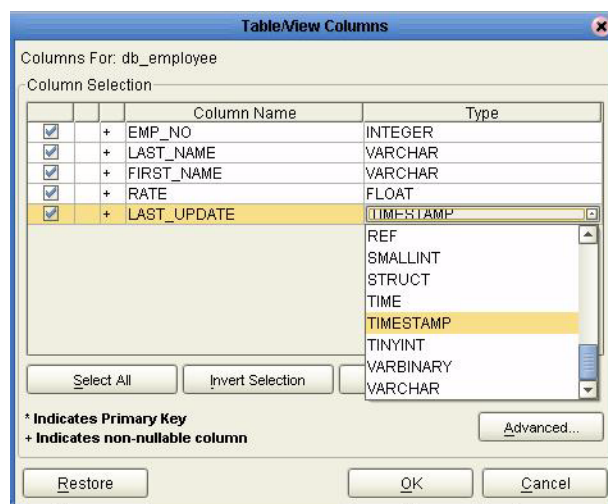 Table/View Columns
Columns For: db_employee
Column Selection
Column Name Type
+ EMP_NO INTEGER
+ LAST_NAME VARCHAR
+ FIRST_NAME VARCHAR
+ RATE FLOAT
+ LAST_UPDATE TIMESTAMP
REF
SMALLINT
STRUCT
TIME
TIMESTAMP
TINYINT
VARBINARY
VARCHAR
Select All Invert Selection
* Indicates Primary Key
+ Indicates non-nullable column
Advanced...
Restore OK Cancel